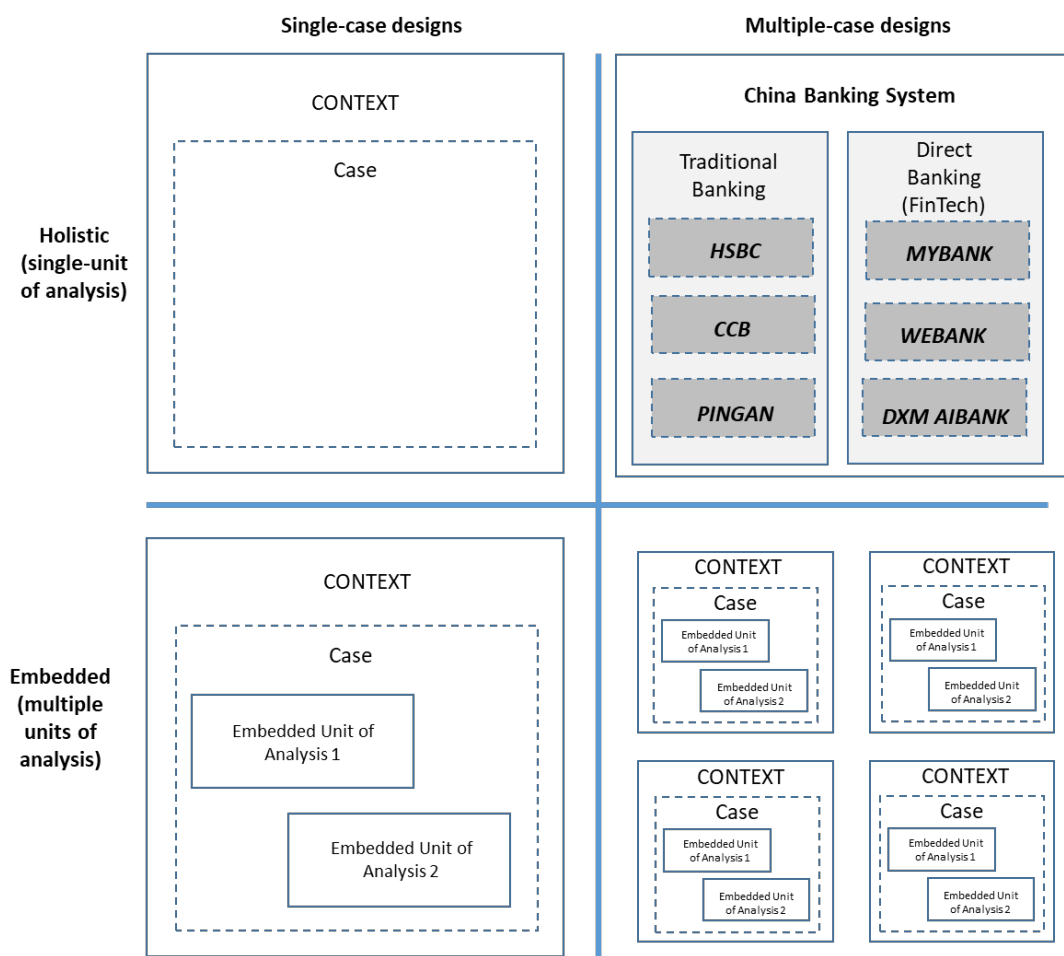 Single-case designs
Multiple-case designs
Holistic
(single-unit
of analysis)
CONTEXT
Case
China Banking System
Traditional
Banking
HSBC
CCB
PINGAN
Direct
Banking
(FinTech)
MYBANK
WEBANK
DXM AIBANK
Embedded
(multiple
units of
analysis)
CONTEXT
Case
Embedded Unit of
Analysis 1
Embedded Unit of
Analysis 2
CONTEXT
Case
Embedded Unit
of Analysis 1
Embedded Unit
of Analysis 2
CONTEXT
Case
Embedded Unit
of Analysis 1
Embedded Unit
of Analysis 2
CONTEXT
Case
Embedded Unit
of Analysis 1
Embedded Unit
of Analysis 2
CONTEXT
Case
Embedded Unit
of Analysis 1
Embedded Unit
of Analysis 2